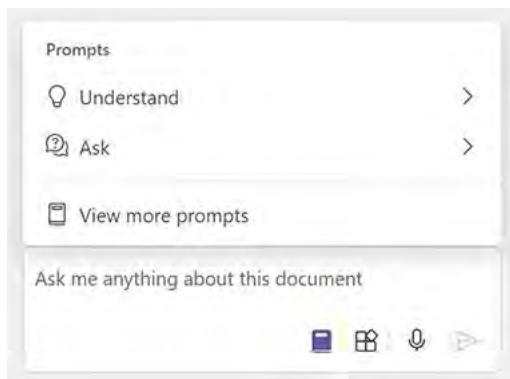 Prompts
Understand
Ask
View more prompts
Ask me anything about this document